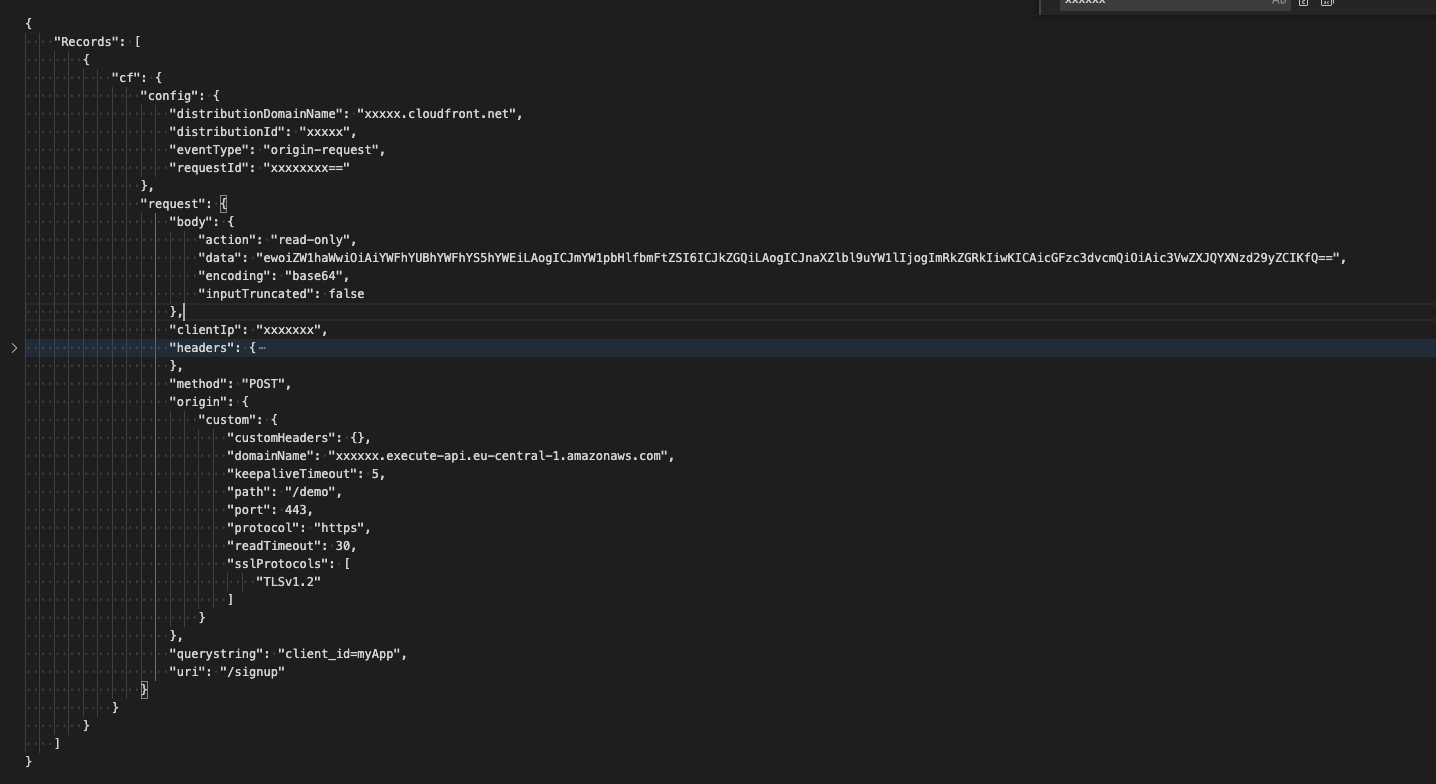 xxxxxx
{
"Records": [
{
"cf": {
"config": {
"distributionDomainName": "xxxxx.cloudfront.net",
"distributionId": "xxxxx",
"eventType": "origin-request",
"requestId": "xxxxxxxx=="
},
"request": {
"body": {
"action": "read-only",
"data": "ewoiZW1haWwiOiAiYWFhYUBhYWFhYS5hYWEiLAogICJmYW1pbHlfbmFtZSI6ICJkZGQiLAogICJnaXZlbl9uYW1lIjogImRkZGRkIiwKICAicGFzc3dvcmQiOiAic3VwZXJQYXNzd29yZCIKfQ==",
"encoding": "base64",
"inputTruncated": false
},
"clientIp": "xxxxxxx",
"headers": {⋯
},
"method": "POST",
"origin": {
"custom": {
"customHeaders": {},
"domainName": "xxxxxx.execute-api.eu-central-1.amazonaws.com",
"keepaliveTimeout": 5,
"path": "/demo",
"port": 443,
"protocol": "https",
"readTimeout": 30,
"sslProtocols": [
"TLSv1.2"
]
}
},
"querystring": "client_id=myApp",
"uri": "/signup"
}
}
}
]
}